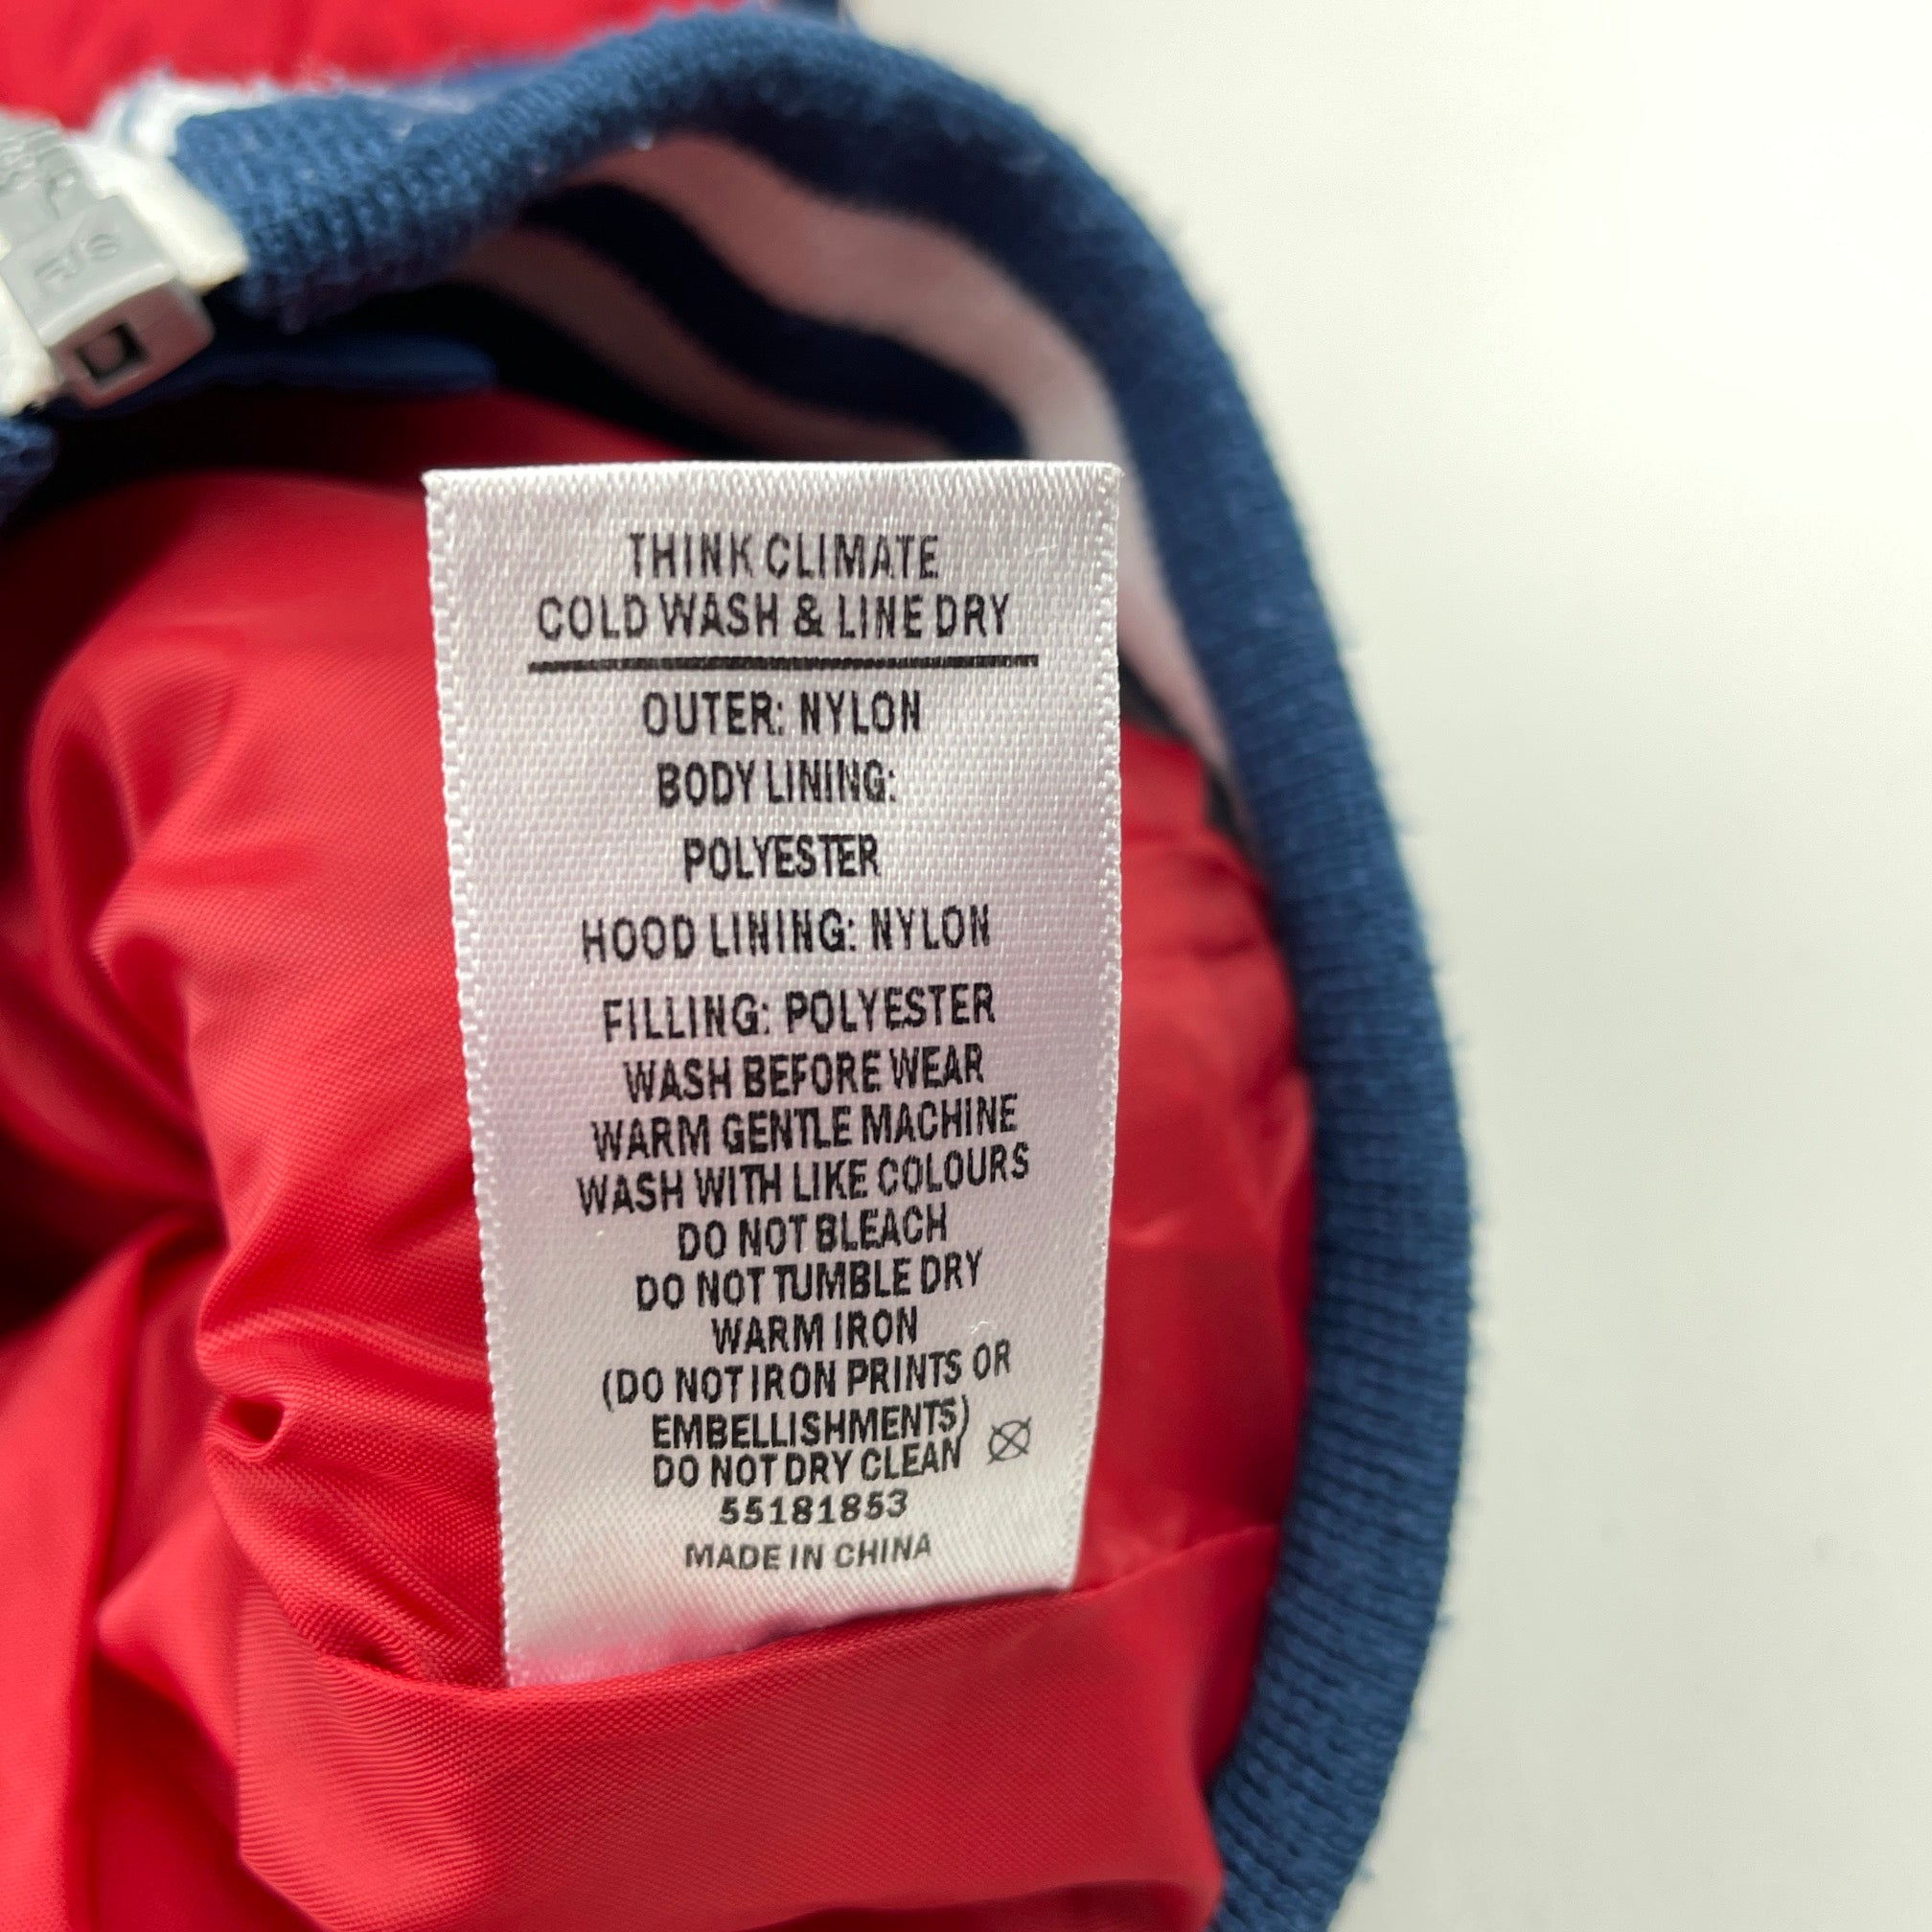 THINK CLIMATE
COLD WASH & LINE DRY
OUTER: NYLON
BODY LINING:
POLYESTER
HOOD LINING: NYLON
FILLING: POLYESTER
WASH BEFORE WEAR
WARM GENTLE MACHINE
WASH WITH LIKE COLOURS
DO NOT BLEACH
DO NOT TUMBLE DRY
WARM IRON
(DO NOT IRON PRINTS OR
EMBELLISHMENTS)
DO NOT DRY CLEAN
55181853
MADE IN CHINA